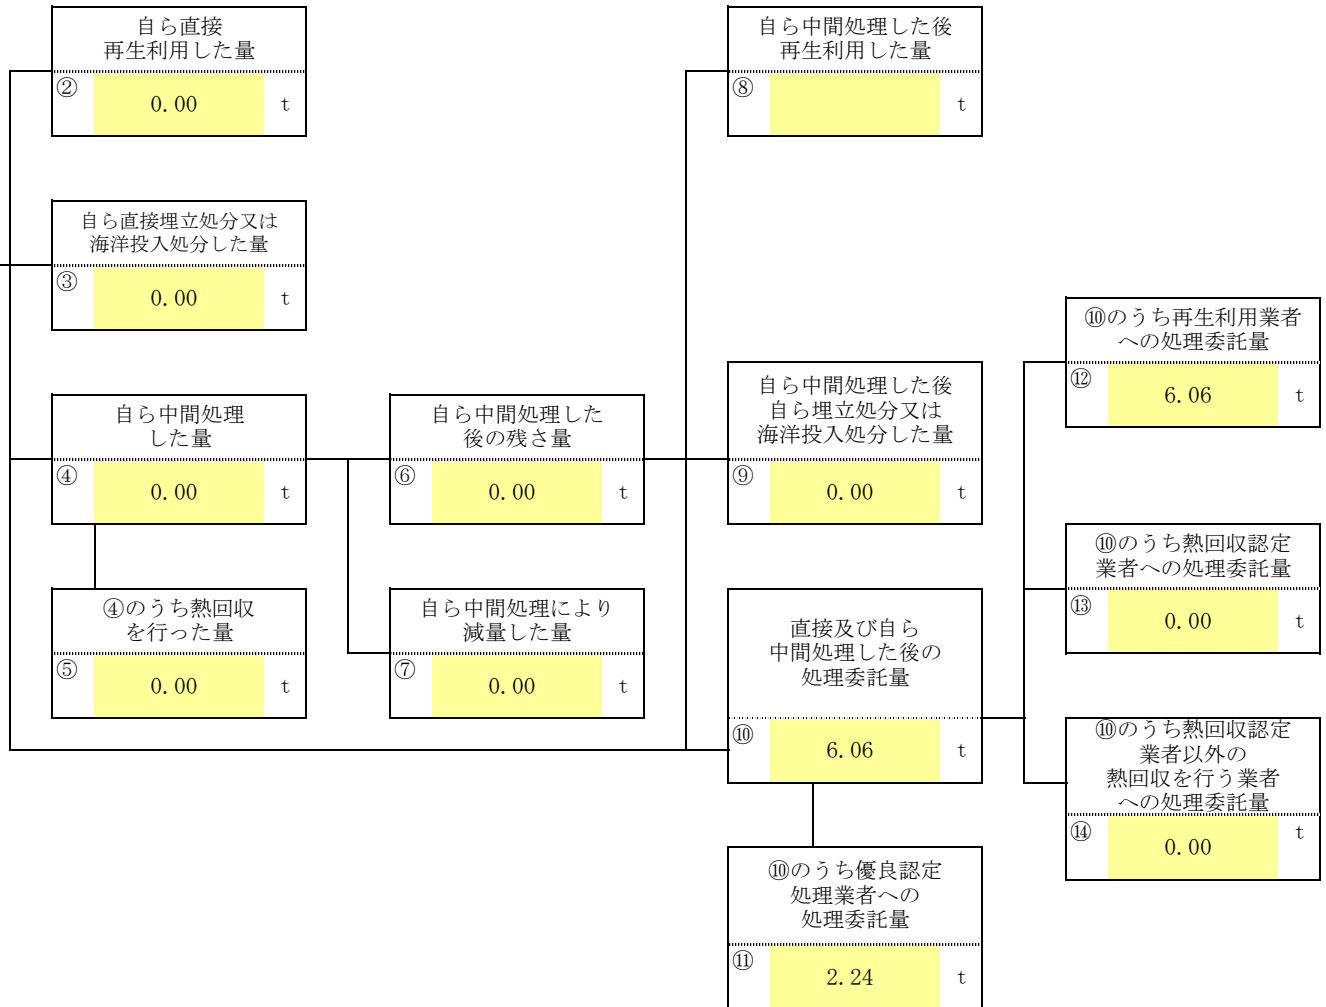 自ら直接
再生利用した量
② 0.00 t
自ら直接埋立処分又は
海洋投入処分した量
③ 0.00 t
自ら中間処理
した量
④ 0.00 t
④のうち熱回収
を行った量
⑤ 0.00 t
自ら中間処理した
後の残さ量
⑥ 0.00 t
自ら中間処理により
減量した量
⑦ 0.00 t
自ら中間処理した後
再生利用した量
⑧ t
自ら中間処理した後
自ら埋立処分又は
海洋投入処分した量
⑨ 0.00 t
直接及び自ら
中間処理した後の
処理委託量
⑩ 6.06 t
⑩のうち優良認定
処理業者への
処理委託量
⑪ 2.24 t
⑩のうち再生利用業者
への処理委託量
⑫ 6.06 t
⑩のうち熱回収認定
業者への処理委託量
⑬ 0.00 t
⑩のうち熱回収認定
業者以外の
熱回収を行う業者
への処理委託量
⑭ 0.00 t